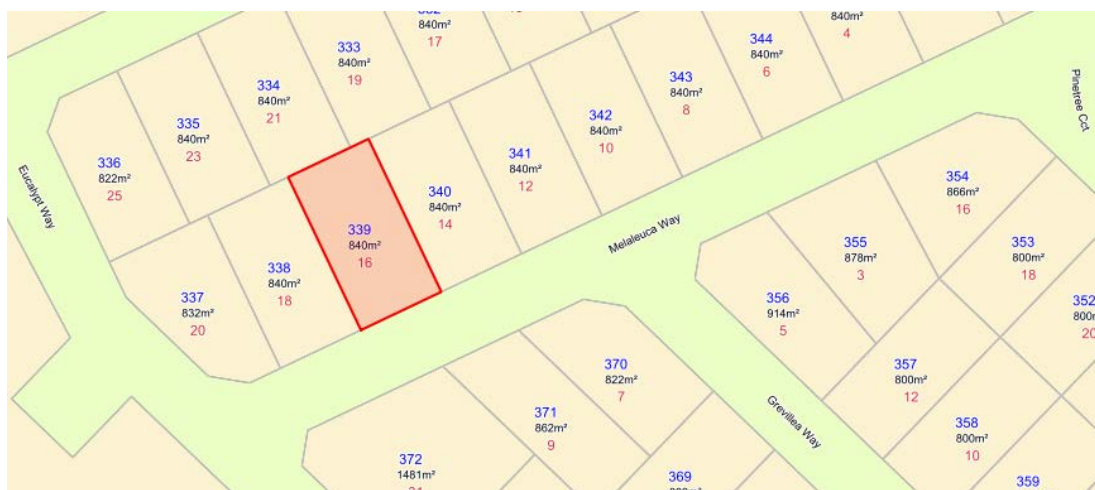 333
840m²
19
17
840m²
4
344
840m²
6
343
840m²
8
342
840m²
10
341
840m²
12
340
840m²
14
339
840m²
16
338
840m²
18
337
832m²
20
334
840m²
21
335
840m²
23
336
822m²
25
Eucalypt Way
Melaleuca Way
Pinetree Cct
Grevillea Way
354
866m²
16
353
800m²
18
352
20
355
878m²
3
356
914m²
5
357
800m²
12
358
800m²
10
359
370
822m²
7
371
862m²
9
372
1481m²
369